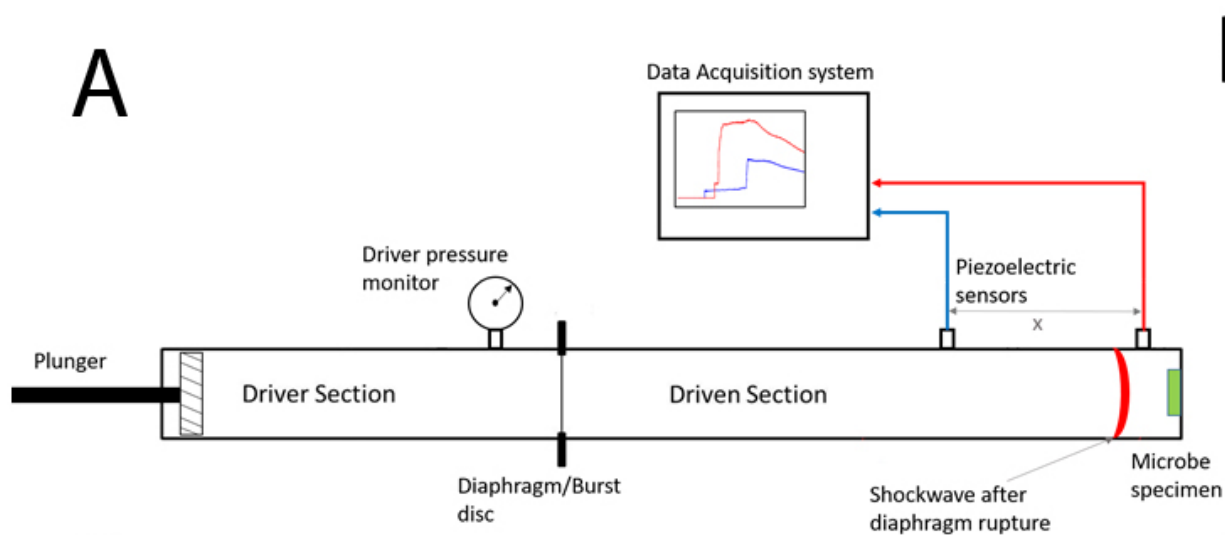 A
Data Acquisition system
Driver pressure
monitor
Piezoelectric
sensors
x
Plunger
Driver Section
Driven Section
Diaphragm/Burst
disc
Shockwave after
diaphragm rupture
Microbe
specimen